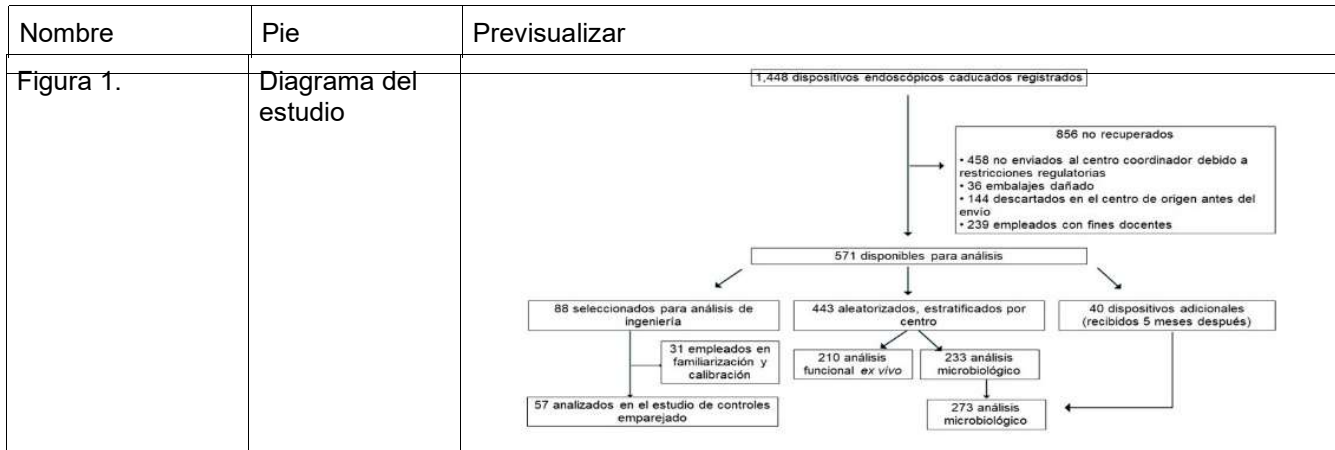 Nombre
Pie
Previsualizar
Figura 1.
Diagrama del
estudio
1,448 dispositivos endoscópicos caducados registrados
856 no recuperados
• 458 no enviados al centro coordinador debido a
restricciones regulatorias
• 36 embalajes dañado
• 144 descartados en el centro de origen antes del
envío
• 239 empleados con fines docentes
571 disponibles para análisis
88 seleccionados para análisis de
ingeniería
443 aleatorizados, estratificados por
centro
40 dispositivos adicionales
(recibidos 5 meses después)
31 empleados en
familiarización y
calibración
210 análisis
funcional ex vivo
233 análisis
microbiológico
57 analizados en el estudio de controles
emparejado
273 análisis
microbiológico